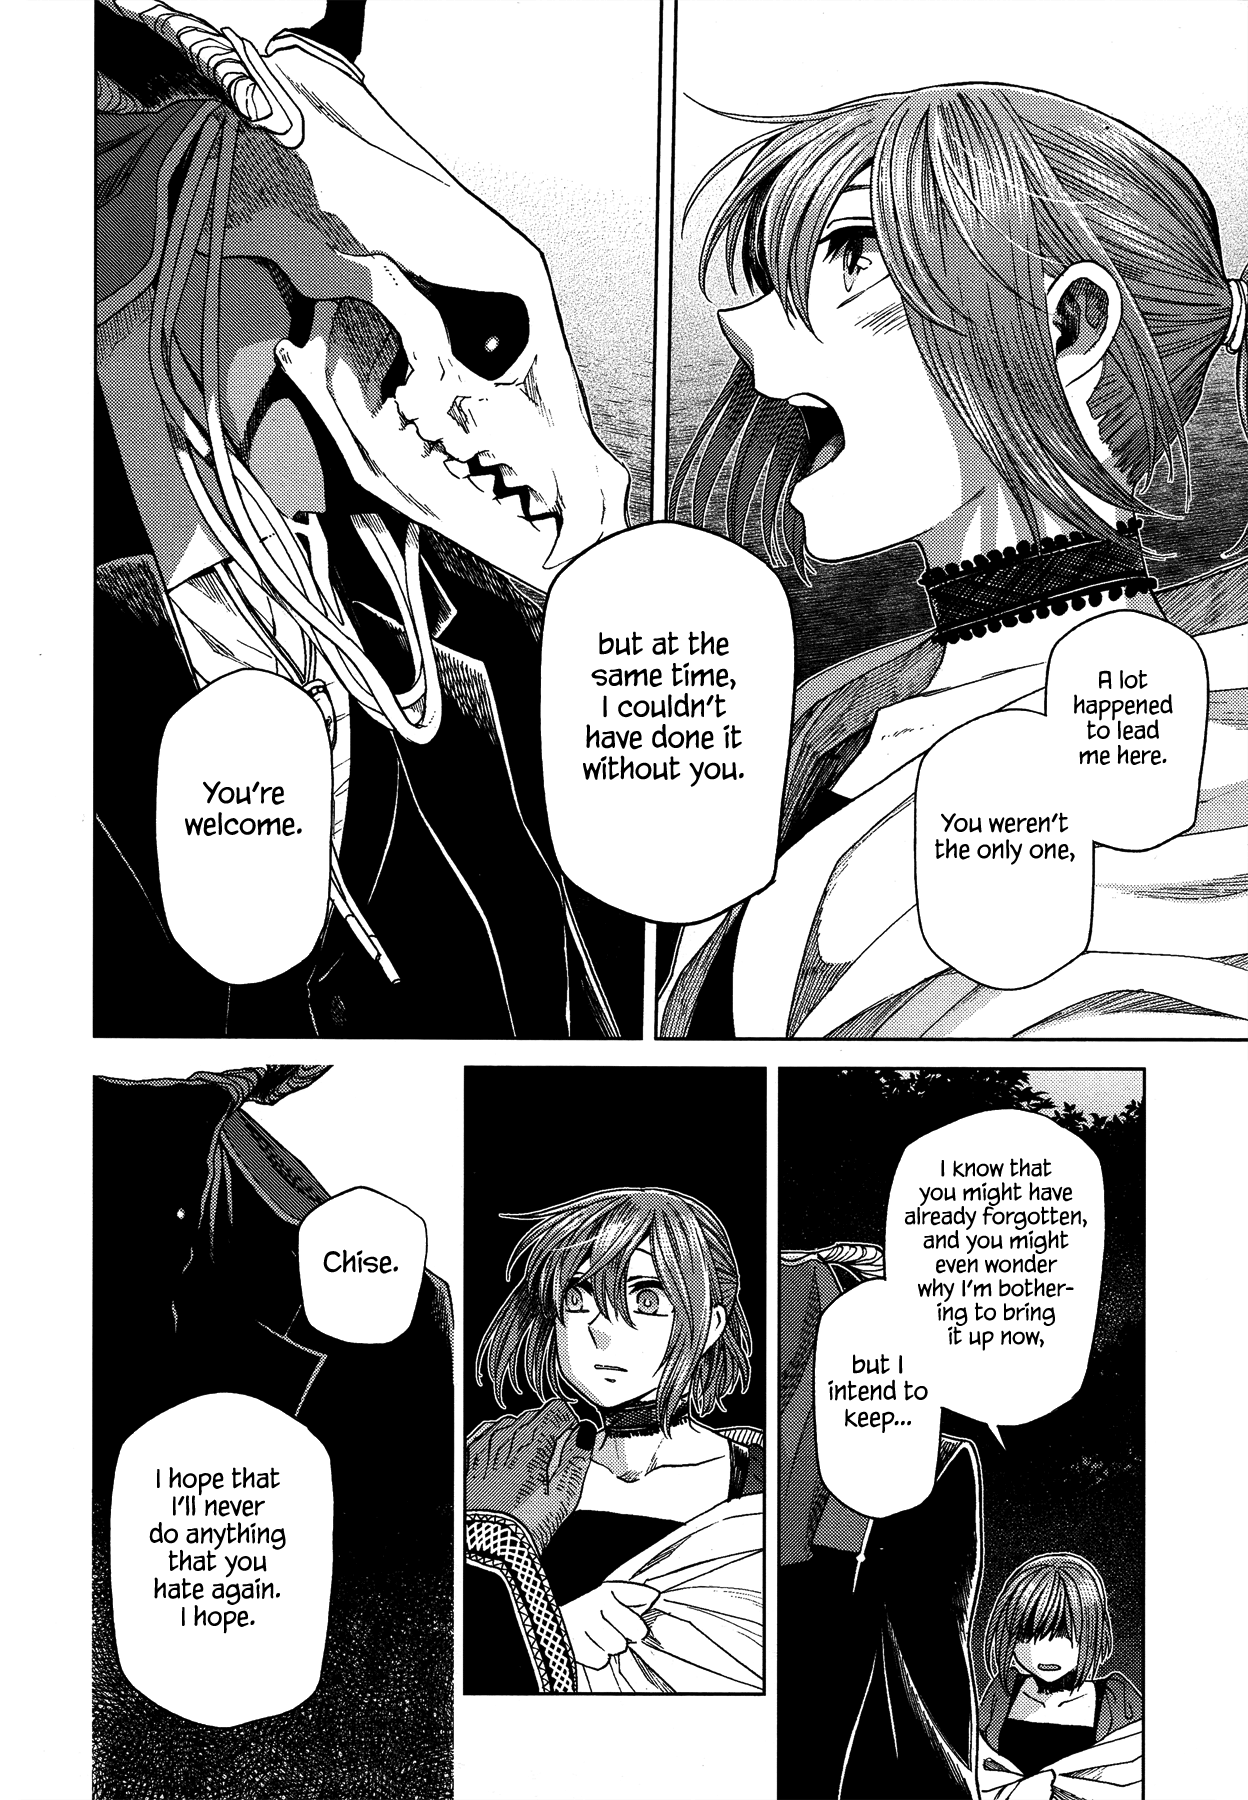 A lot
happened
to lead
me here.
You weren't
the only one,
but at the
same time,
I couldn't
have done it
without you.
You're
welcome.
I know that
you might have
already forgotten,
and you might
even wonder
why I'm bother-
ing to bring
it up now,
but I
intend to
keep...
Chise.
I hope that
I'll never
do anything
that you
hate again.
I hope.